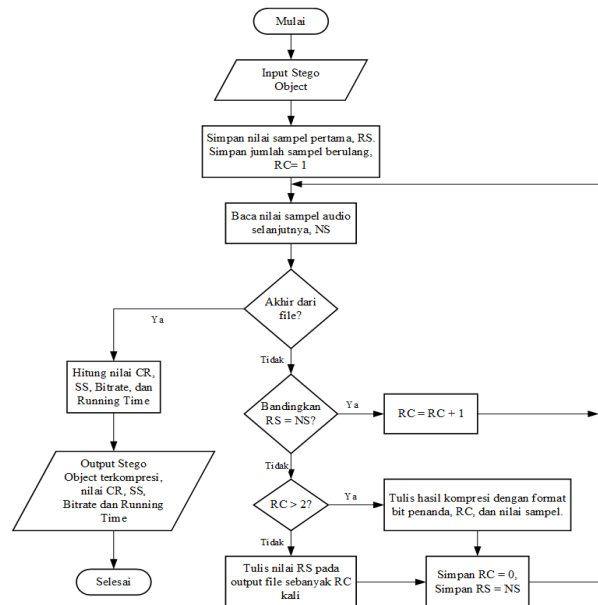 Mulai
Input Stego
Object
Simpan nilai sampel pertama, RS.
Simpan jumlah sampel berulang,
RC= 1
Baca nilai sampel audio
selanjutnya, NS
Akhir dari
file?
Ya
Tidak
Hitung nilai CR,
SS, Bitrate, dan
Running Time
Bandingkan
RS = NS?
Ya
RC = RC + 1
Tidak
Output Stego
Object terkompresi,
nilai CR, SS,
Bitrate dan Running
Time
RC > 2?
Ya
Tulis hasil kompresi dengan format
bit penanda, RC, dan nilai sampel.
Tidak
Selesai
Tulis nilai RS pada
output file sebanyak RC
kali
Simpan RC = 0,
Simpan RS = NS